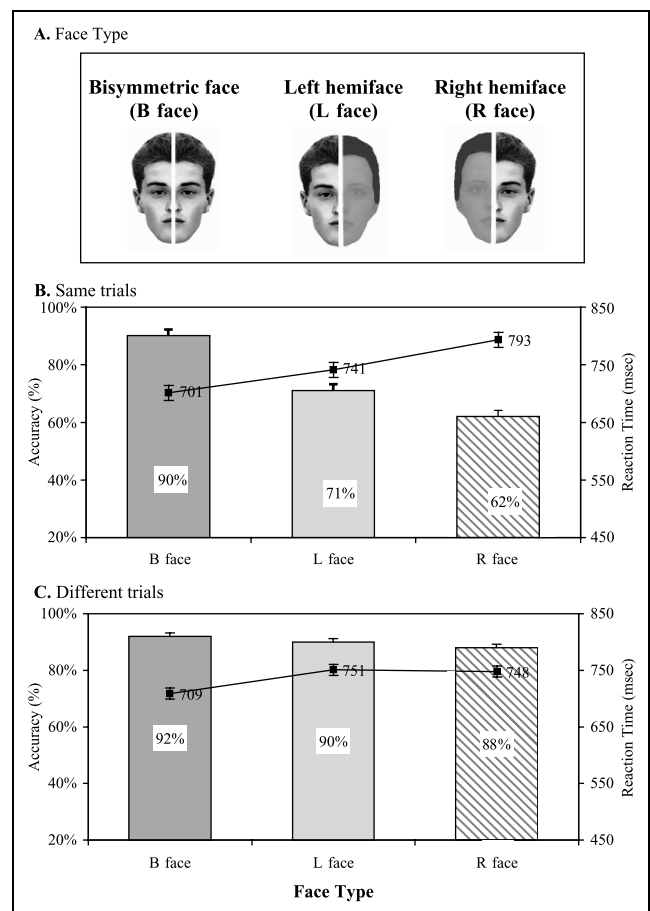 A. Face Type
Bisymmetric face
(B face)
Left hemiface
(L face)
Right hemiface
(R face)
B. Same trials
100%
80%
60%
40%
20%
Accuracy (%)
850
750
650
550
450
Reaction Time (msec)
701
741
793
90%
71%
62%
B face
L face
R face
C. Different trials
100%
80%
60%
40%
20%
Accuracy (%)
850
750
650
550
450
Reaction Time (msec)
709
751
748
92%
90%
88%
B face
L face
R face
Face Type